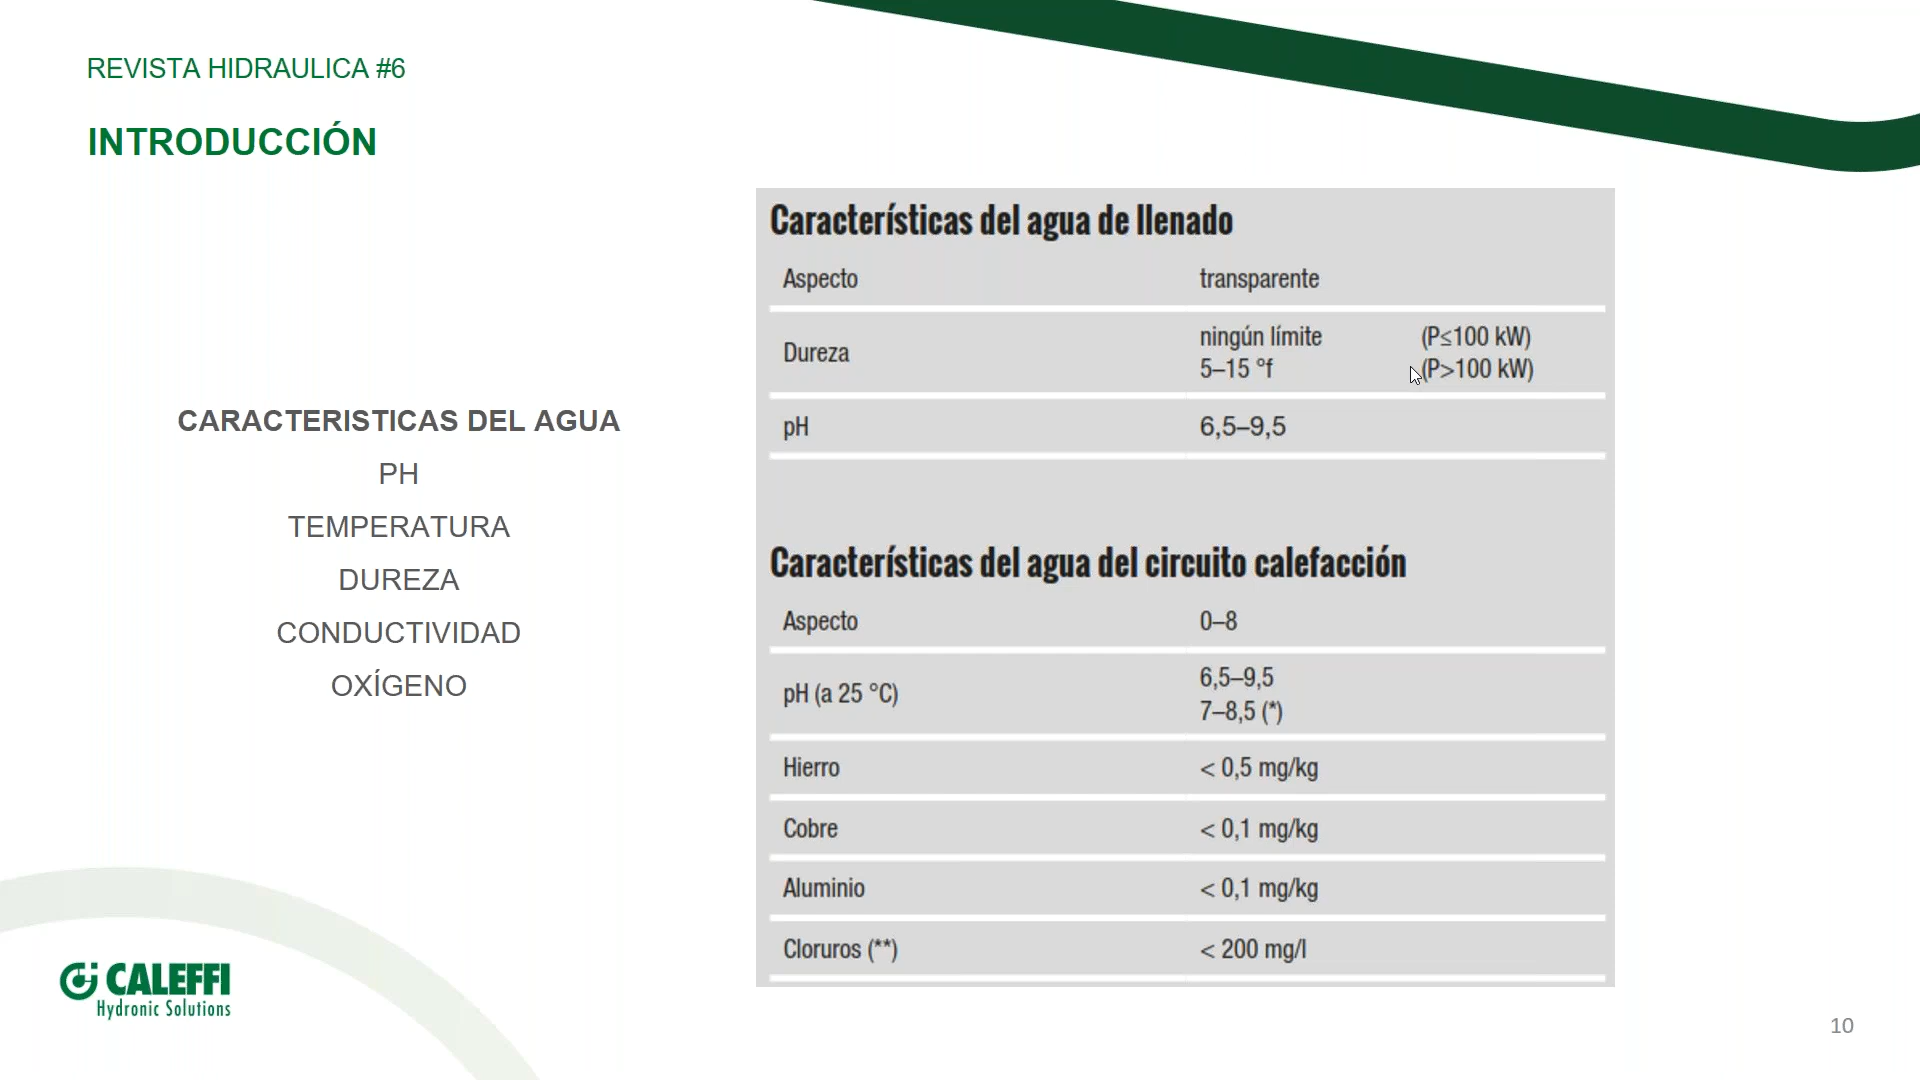 REVISTA HIDRAULICA #6
INTRODUCCIÓN
CARACTERISTICAS DEL AGUA
PH
TEMPERATURA
DUREZA
CONDUCTIVIDAD
OXÍGENO
Características del agua de llenado
Aspecto transparente
Dureza
ningún límite (P≤100 kW)
5–15 °f (P>100 kW)
pH 6,5–9,5
Características del agua del circuito calefacción
Aspecto 0–8
pH (a 25 °C)
6,5–9,5
7–8,5 (*)
Hierro < 0,5 mg/kg
Cobre < 0,1 mg/kg
Aluminio < 0,1 mg/kg
Cloruros (**) < 200 mg/l
CALEFFI
Hydronic Solutions
10